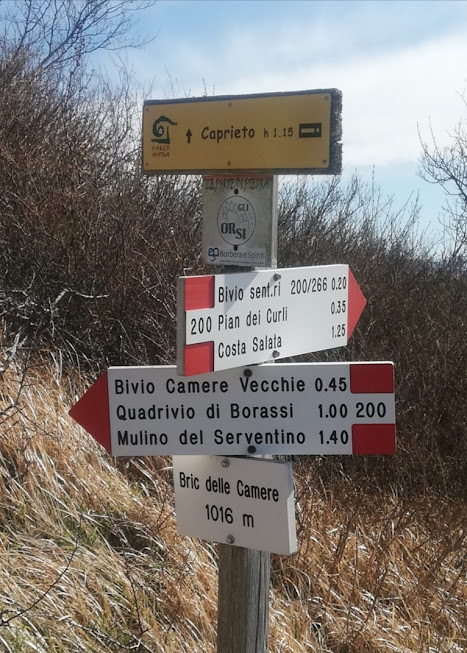 Caprieto h 1.15
GLI
ORSI
Borbera e Spinti
Bivio sent.ri 200/266 0.20
200 Pian dei Curli 0.35
Costa Salata 1.25
Bivio Camere Vecchie 0.45
Quadrivio di Borassi 1.00 200
Mulino del Serventino 1.40
Bric delle Camere
1016 m